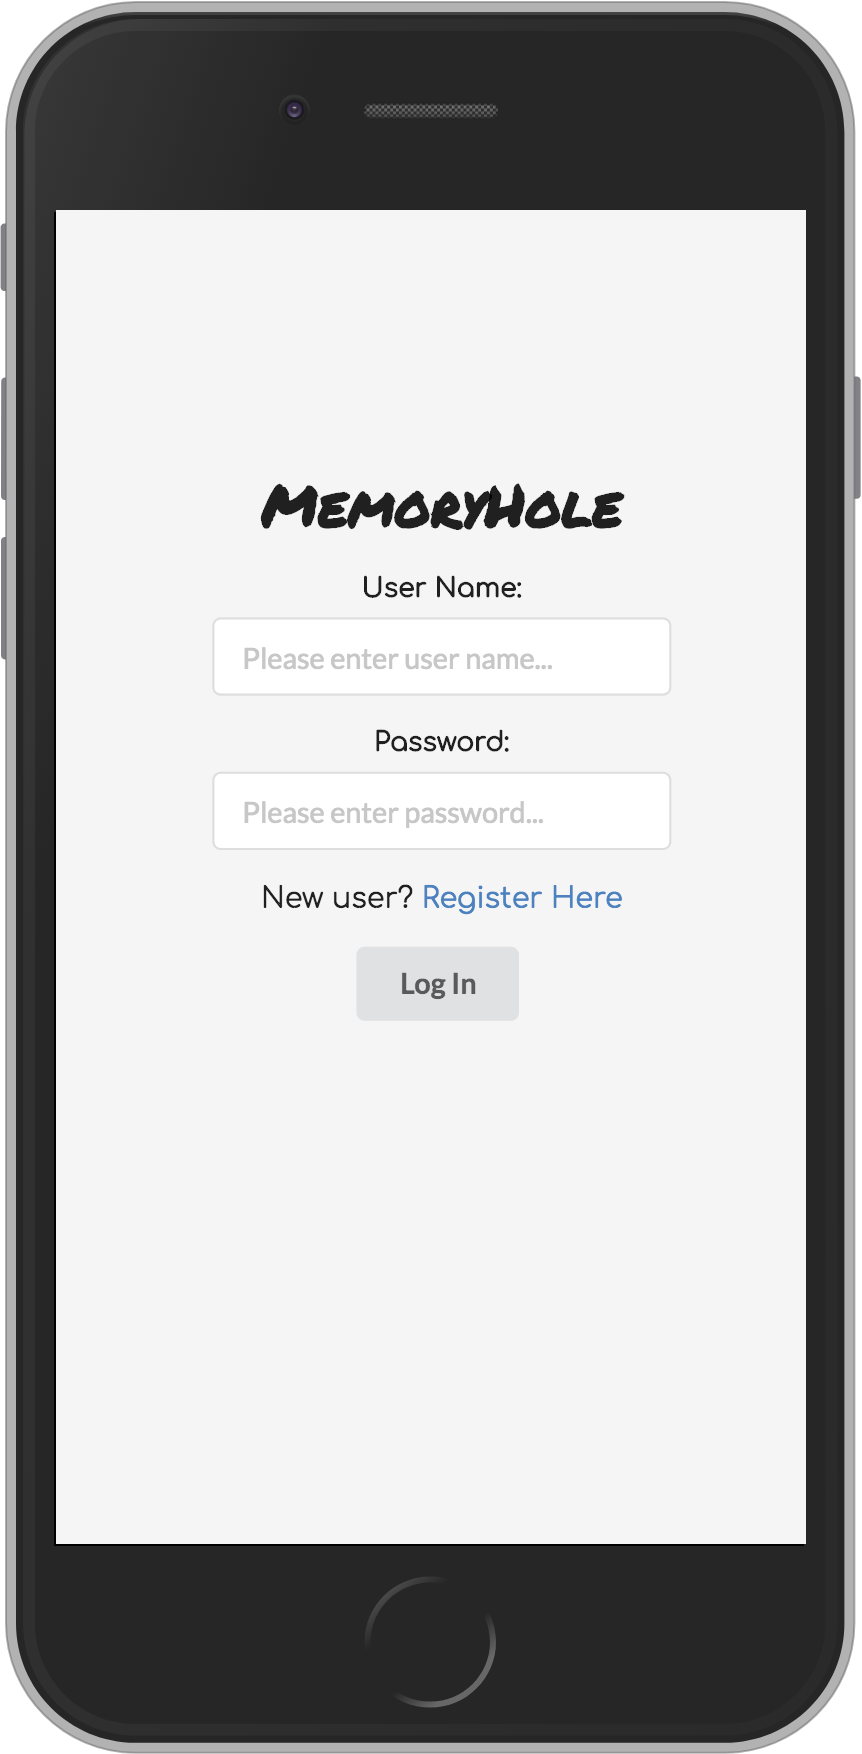 MemoryHole
User Name:
Please enter user name...
Password:
Please enter password...
New user? Register Here
Log In